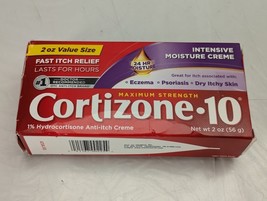 2 oz Value Size
FAST ITCH RELIEF
LASTS FOR HOURS
#1
DOCTOR RECOMMENDED
24 HR
MOISTURE
INTENSIVE
MOISTURE CREME
Great for itch associated with:
• Eczema • Psoriasis • Dry Itchy Skin
MAXIMUM STRENGTH
Cortizone•10
1% Hydrocortisone Anti-itch Creme
Net wt 2 oz (56 g)